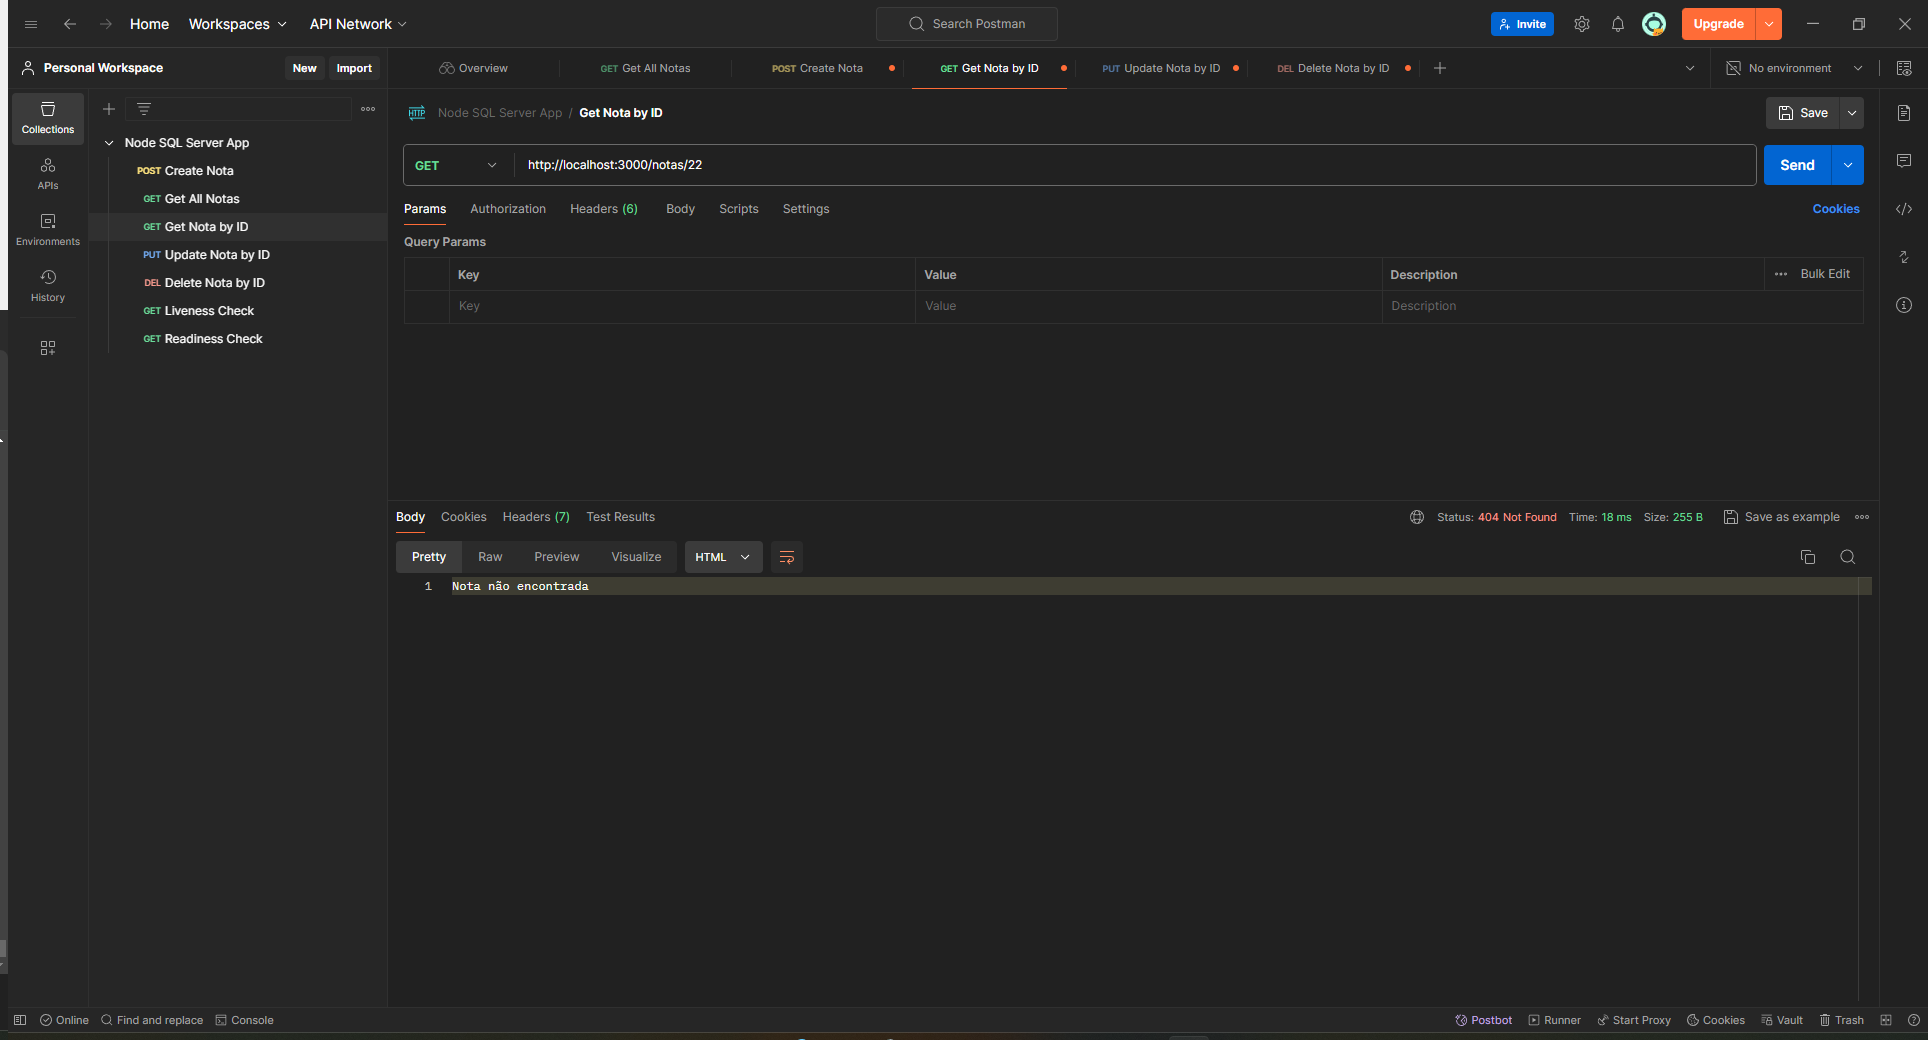 Home Workspaces API Network Search Postman Invite Upgrade
Personal Workspace New Import Overview GET Get All Notas POST Create Nota GET Get Nota by ID PUT Update Nota by ID DEL Delete Nota by ID No environment
Collections
APIs
Environments
History
Node SQL Server App
POST Create Nota
GET Get All Notas
GET Get Nota by ID
PUT Update Nota by ID
DEL Delete Nota by ID
GET Liveness Check
GET Readiness Check
HTTP Node SQL Server App / Get Nota by ID Save
GET http://localhost:3000/notas/22 Send
Params Authorization Headers (6) Body Scripts Settings Cookies
Query Params
Key Value Description Bulk Edit
Key Value Description
Body Cookies Headers (7) Test Results Status: 404 Not Found Time: 18 ms Size: 255 B Save as example
Pretty Raw Preview Visualize HTML
1 Nota não encontrada
Online Find and replace Console Postbot Runner Start Proxy Cookies Vault Trash